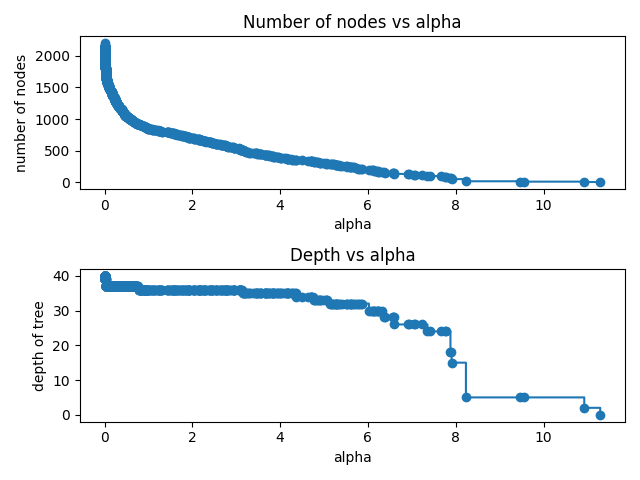 Number of nodes vs alpha
number of nodes
2000
1500
1000
500
0
0 2 4 6 8 10
alpha
Depth vs alpha
depth of tree
40
30
20
10
0
0 2 4 6 8 10
alpha